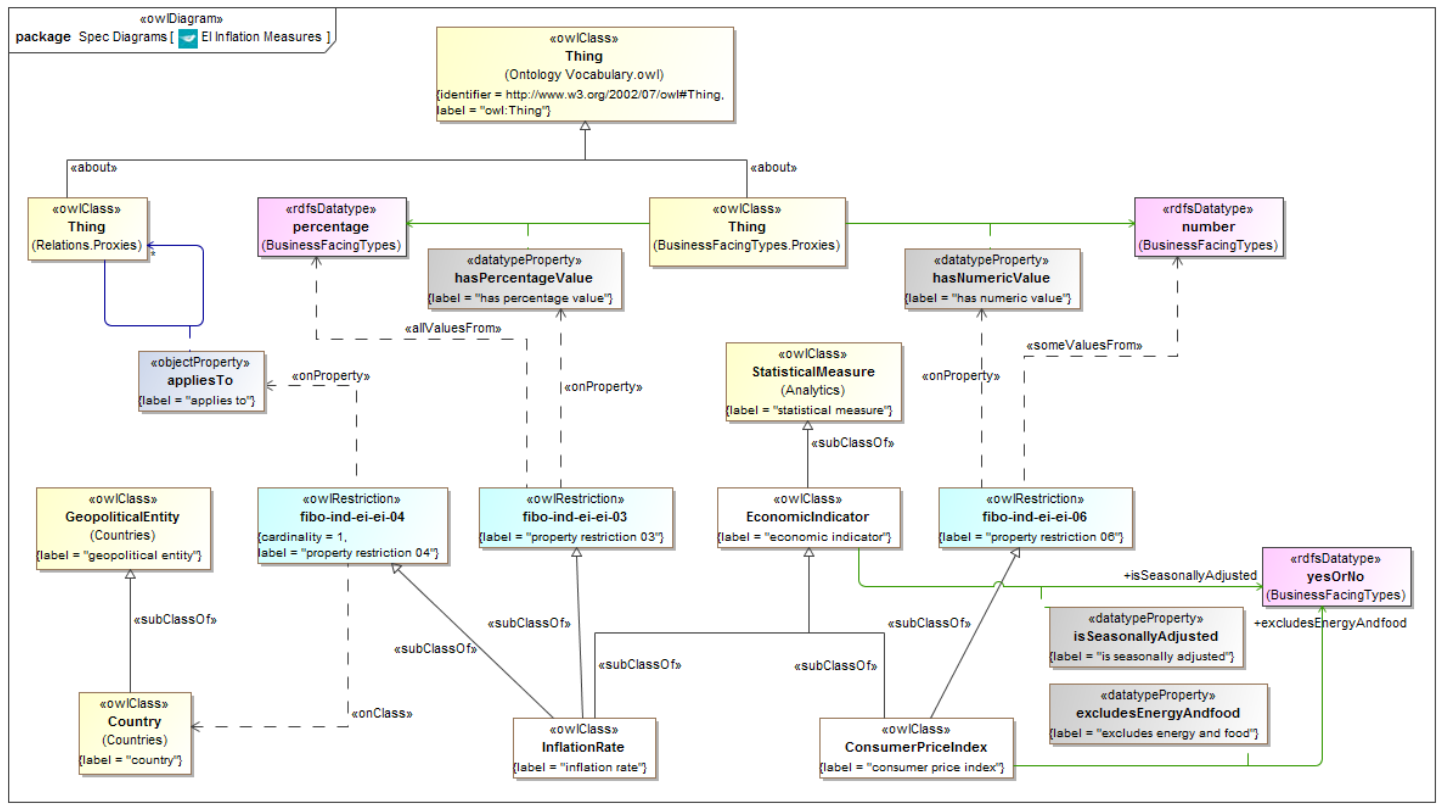 «owlDiagram»
package Spec Diagrams [ EI Inflation Measures ]
«owlClass»
Thing
(Ontology Vocabulary.owl)
{identifier = http://www.w3.org/2002/07/owl#Thing,
label = "owl:Thing"}
«about»
«about»
«owlClass»
Thing
(Relations.Proxies)
*
«rdfsDatatype»
percentage
(BusinessFacingTypes)
«owlClass»
Thing
(BusinessFacingTypes.Proxies)
«rdfsDatatype»
number
(BusinessFacingTypes)
«datatypeProperty»
hasPercentageValue
{label = "has percentage value"}
«datatypeProperty»
hasNumericValue
{label = "has numeric value"}
«allValuesFrom»
«someValuesFrom»
«objectProperty»
appliesTo
{label = "applies to"}
«onProperty»
«onProperty»
«owlClass»
StatisticalMeasure
(Analytics)
{label = "statistical measure"}
«onProperty»
«subClassOf»
«owlClass»
GeopoliticalEntity
(Countries)
{label = "geopolitical entity"}
«owlRestriction»
fibo-ind-ei-ei-04
{cardinality = 1,
label = "property restriction 04"}
«owlRestriction»
fibo-ind-ei-ei-03
{label = "property restriction 03"}
«owlClass»
EconomicIndicator
{label = "economic indicator"}
«owlRestriction»
fibo-ind-ei-ei-06
{label = "property restriction 06"}
+isSeasonallyAdjusted
«rdfsDatatype»
yesOrNo
(BusinessFacingTypes)
+excludesEnergyAndfood
«datatypeProperty»
isSeasonallyAdjusted
{label = "is seasonally adjusted"}
«subClassOf»
«subClassOf»
«subClassOf»
«subClassOf»
«subClassOf»
«subClassOf»
«datatypeProperty»
excludesEnergyAndfood
{label = "excludes energy and food"}
«onClass»
«owlClass»
Country
(Countries)
{label = "country"}
«owlClass»
InflationRate
{label = "inflation rate"}
«owlClass»
ConsumerPriceIndex
{label = "consumer price index"}